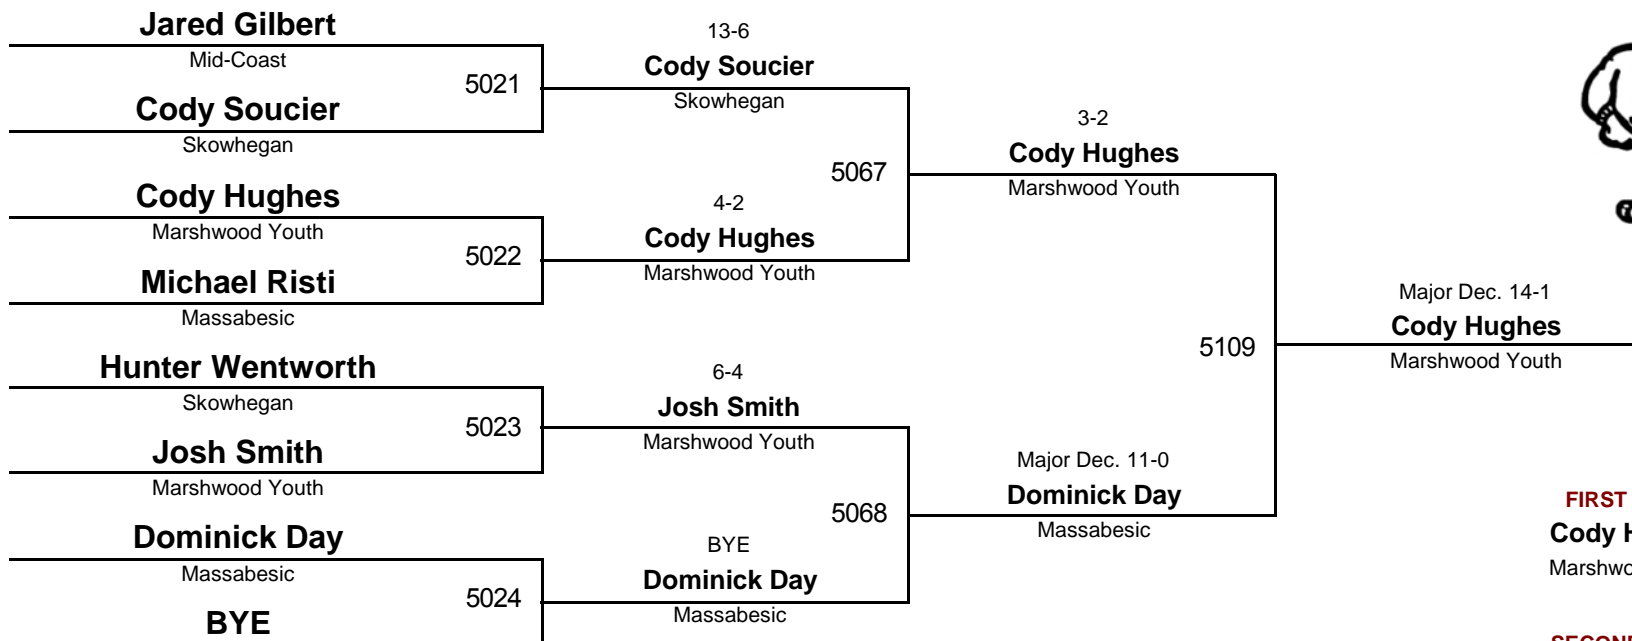 Jared Gilbert
Mid-Coast
5021
Cody Soucier
Skowhegan
Cody Hughes
Marshwood Youth
5022
Michael Risti
Massabesic
Hunter Wentworth
Skowhegan
5023
Josh Smith
Marshwood Youth
Dominick Day
Massabesic
5024
BYE
13-6
Cody Soucier
Skowhegan
5067
4-2
Cody Hughes
Marshwood Youth
6-4
Josh Smith
Marshwood Youth
5068
BYE
Dominick Day
Massabesic
3-2
Cody Hughes
Marshwood Youth
5109
Major Dec. 11-0
Dominick Day
Massabesic
Major Dec. 14-1
Cody Hughes
Marshwood Youth
FIRST
Cody H
Marshwo